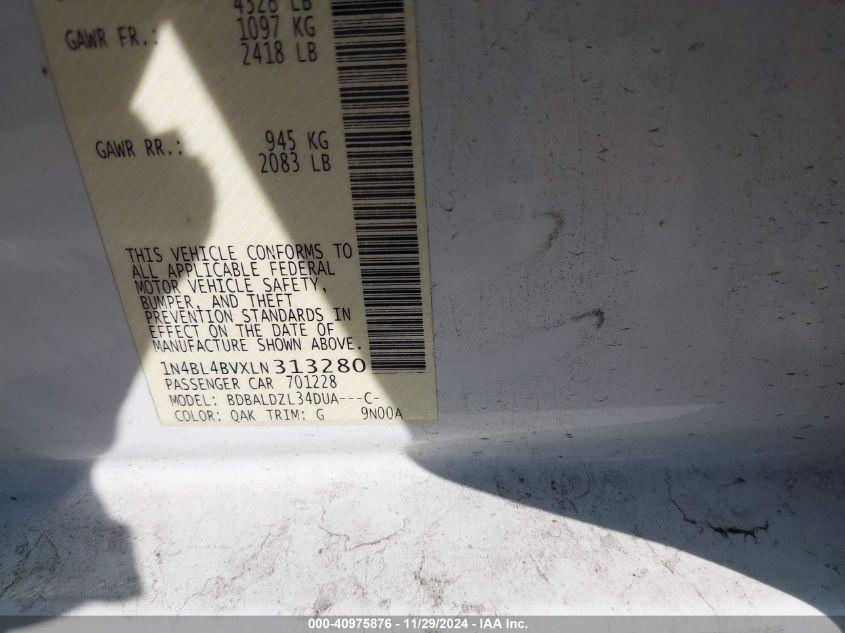 4328 LB
GAWR FR.: 1097 KG
2418 LB
GAWR RR.: 945 KG
2083 LB
THIS VEHICLE CONFORMS TO
ALL APPLICABLE FEDERAL
MOTOR VEHICLE SAFETY,
BUMPER, AND THEFT
PREVENTION STANDARDS IN
EFFECT ON THE DATE OF
MANUFACTURE SHOWN ABOVE.
1N4BL4BVXLN313280
PASSENGER CAR 701228
MODEL: BDBALDZL34DUA---C-
COLOR: QAK TRIM: G 9N00A
000-40975876 - 11/29/2024 - IAA Inc.